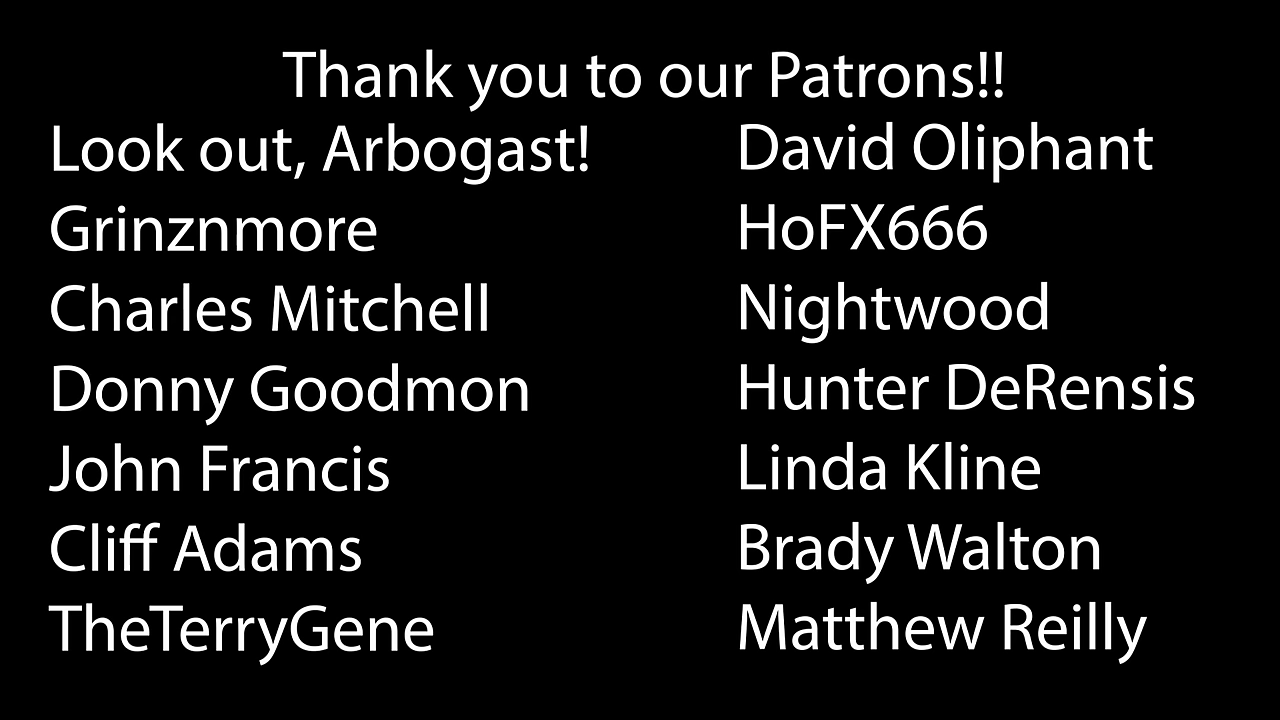 Thank you to our Patrons!!
Look out, Arbogast!
Grinznmore
Charles Mitchell
Donny Goodmon
John Francis
Cliff Adams
TheTerryGene
David Oliphant
HoFX666
Nightwood
Hunter DeRensis
Linda Kline
Brady Walton
Matthew Reilly